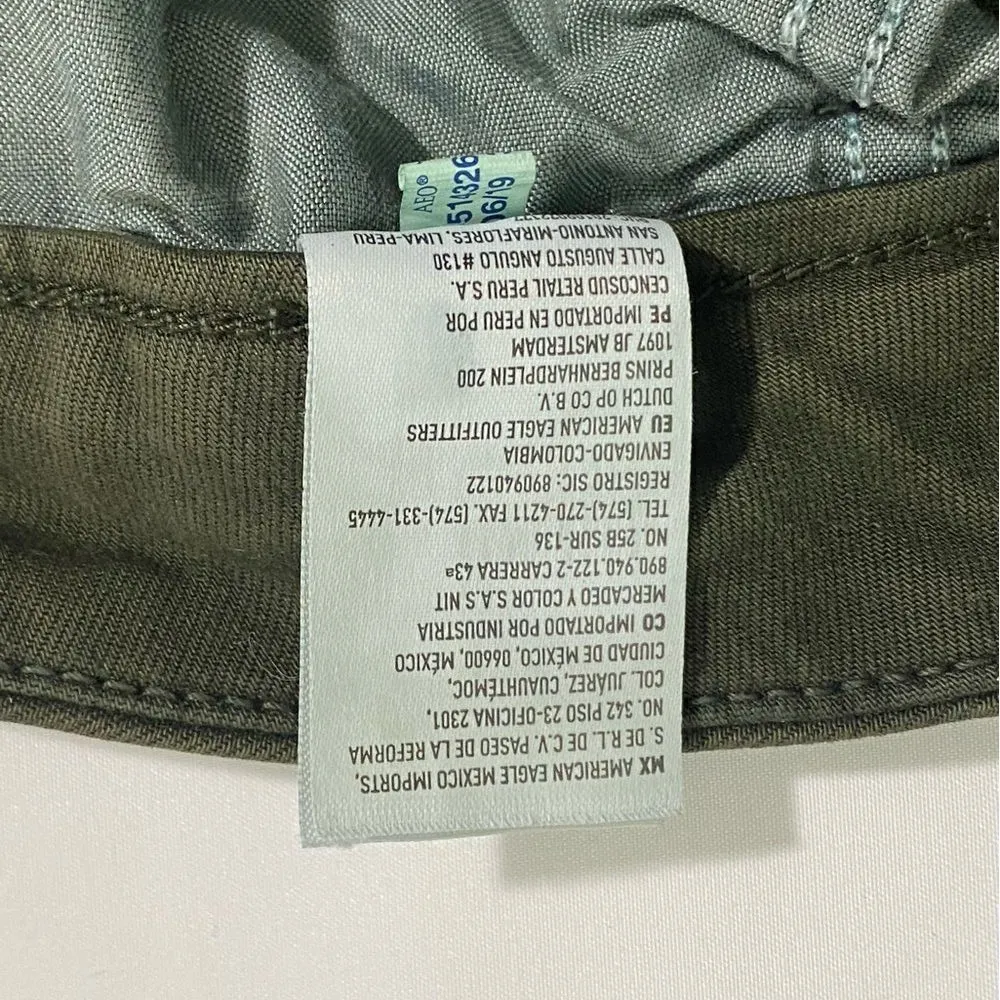 MX AMERICAN EAGLE MEXICO IMPORTS,
S. DE R.L. DE C.V. PASEO DE LA REFORMA
NO. 342 PISO 23-OFICINA 2301,
COL. JUÁREZ, CUAUHTÉMOC,
CIUDAD DE MÉXICO, 06600, MÉXICO
CO IMPORTADO POR INDUSTRIA
MERCADEO Y COLOR S.A.S NIT
890.940.122-2 CARRERA 43ª
NO. 25B SUR-136
TEL. (574)-270-4211 FAX. (574)-331-4445
REGISTRO SIC: 890940122
ENVIGADO-COLOMBIA
EU AMERICAN EAGLE OUTFITTERS
DUTCH OP CO B.V.
PRINS BERNHARDPLEIN 200
1097 JB AMSTERDAM
PE IMPORTADO EN PERU POR
CENCOSUD RETAIL PERU S.A.
CALLE AUGUSTO ANGULO #130
SAN ANTONIO-MIRAFLORES, LIMA-PERU
AEO®
514326
06/19